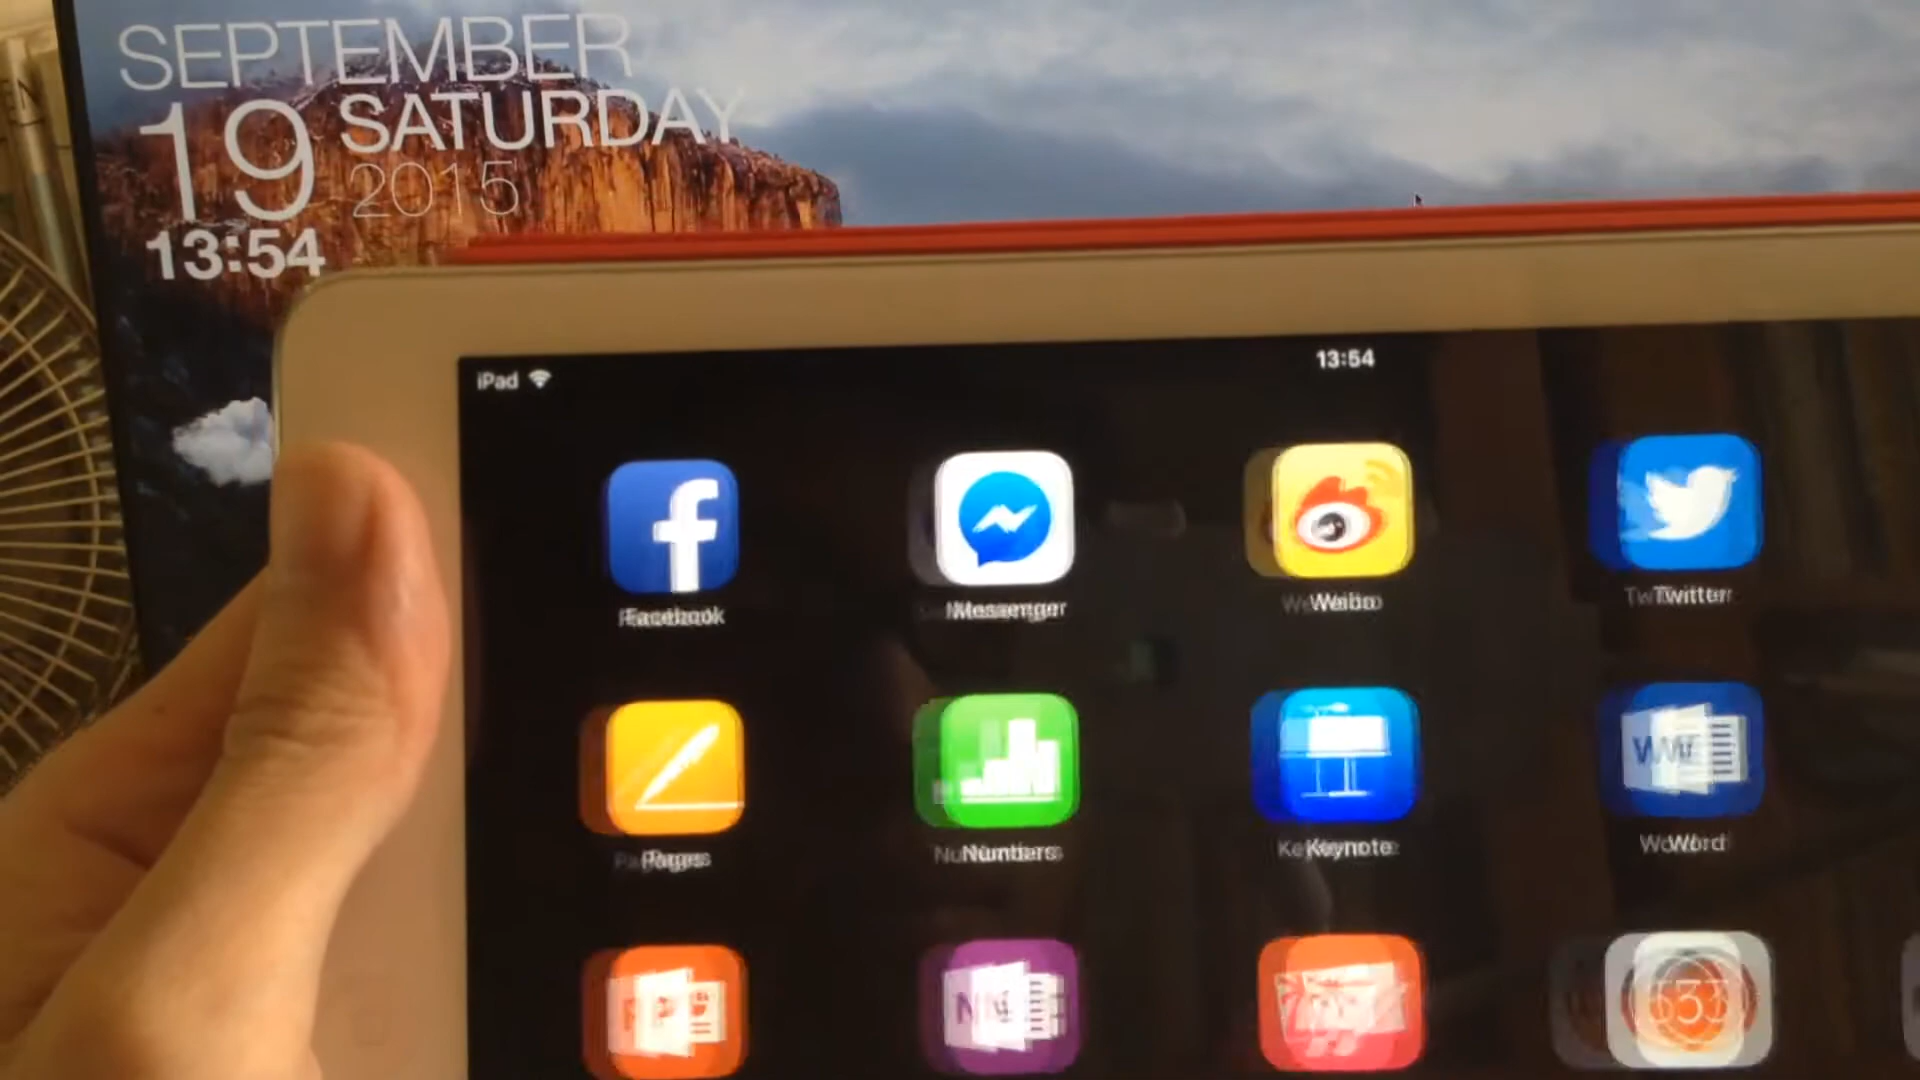 SEPTEMBER
19 SATURDAY
2015
13:54
iPad 13:54
Facebook Messenger Weibo Twitter
Pages Numbers Keynote Word